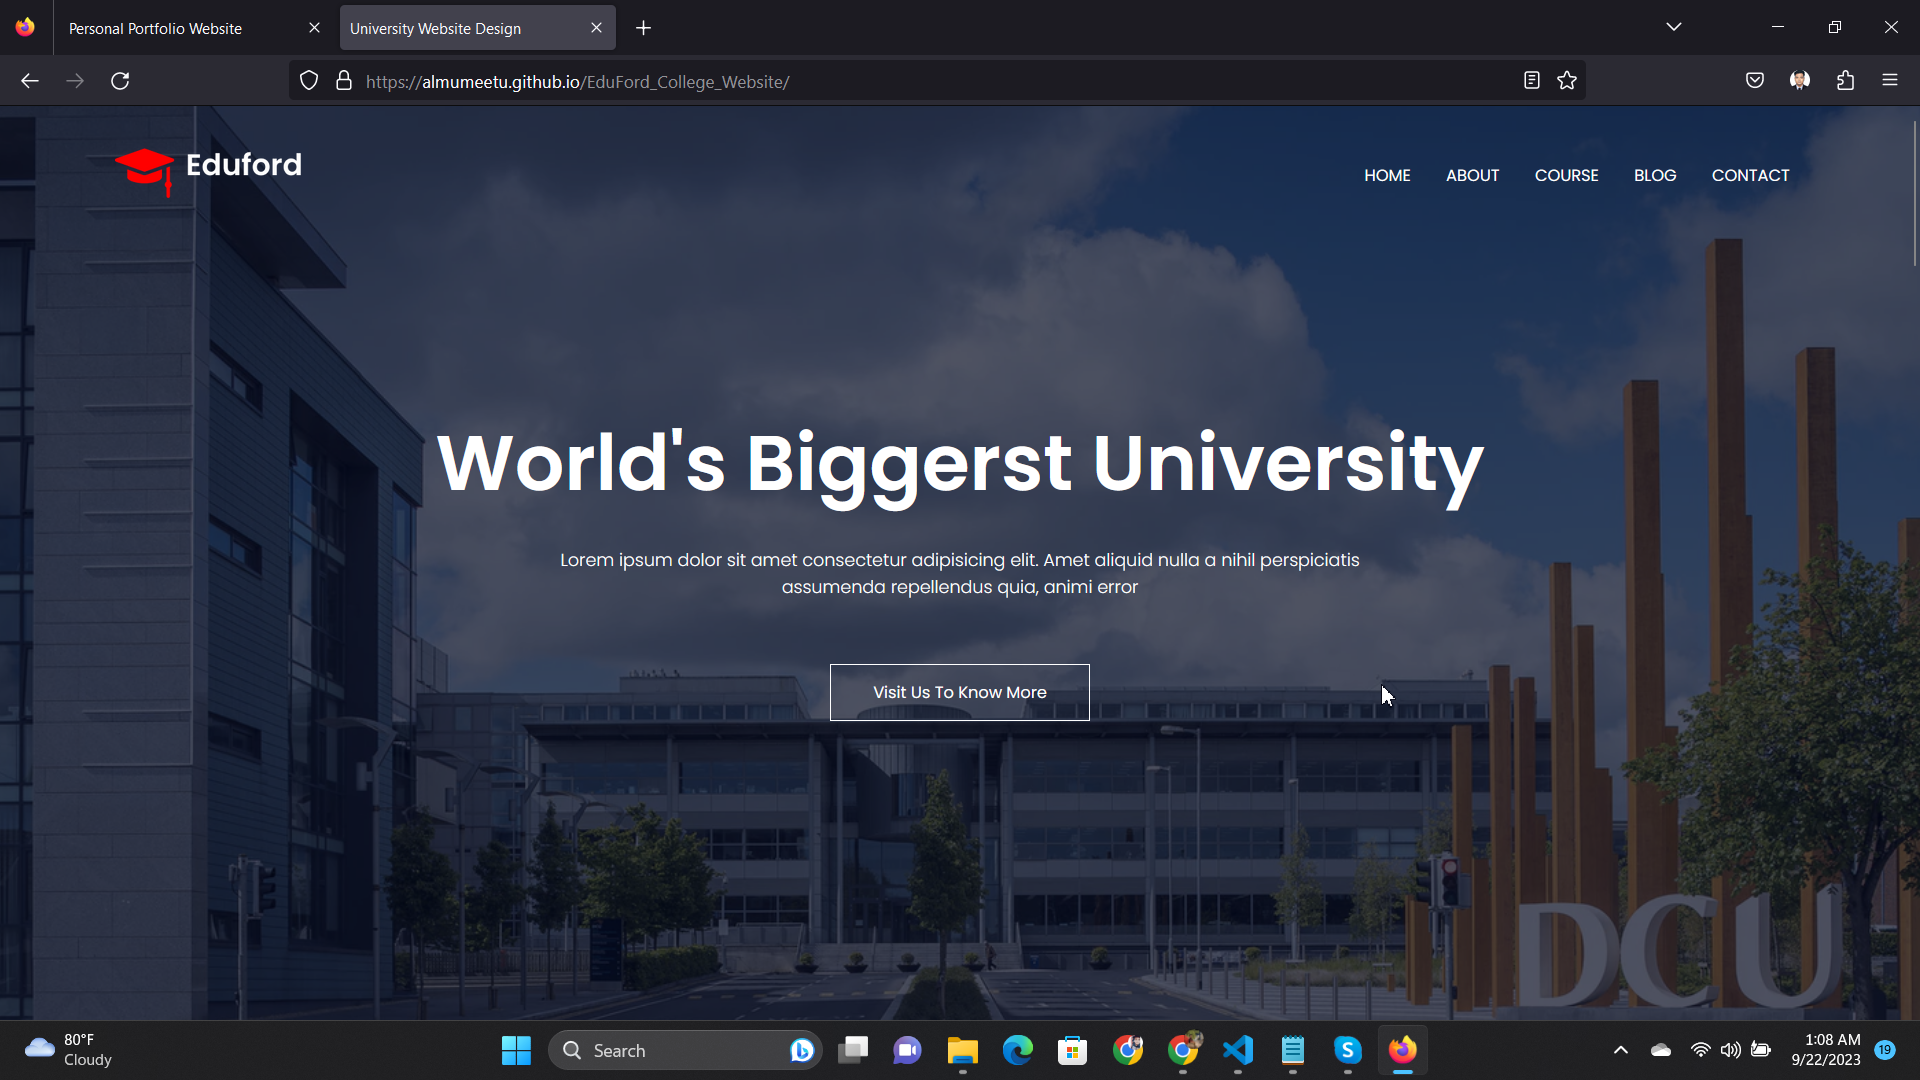 Personal Portfolio Website
University Website Design
https://almumeetu.github.io/EduFord_College_Website/
Eduford
HOME
ABOUT
COURSE
BLOG
CONTACT
World's Biggerst University
Lorem ipsum dolor sit amet consectetur adipisicing elit. Amet aliquid nulla a nihil perspiciatis
assumenda repellendus quia, animi error
Visit Us To Know More
DCU
80°F
Cloudy
Search
1:08 AM
9/22/2023
19